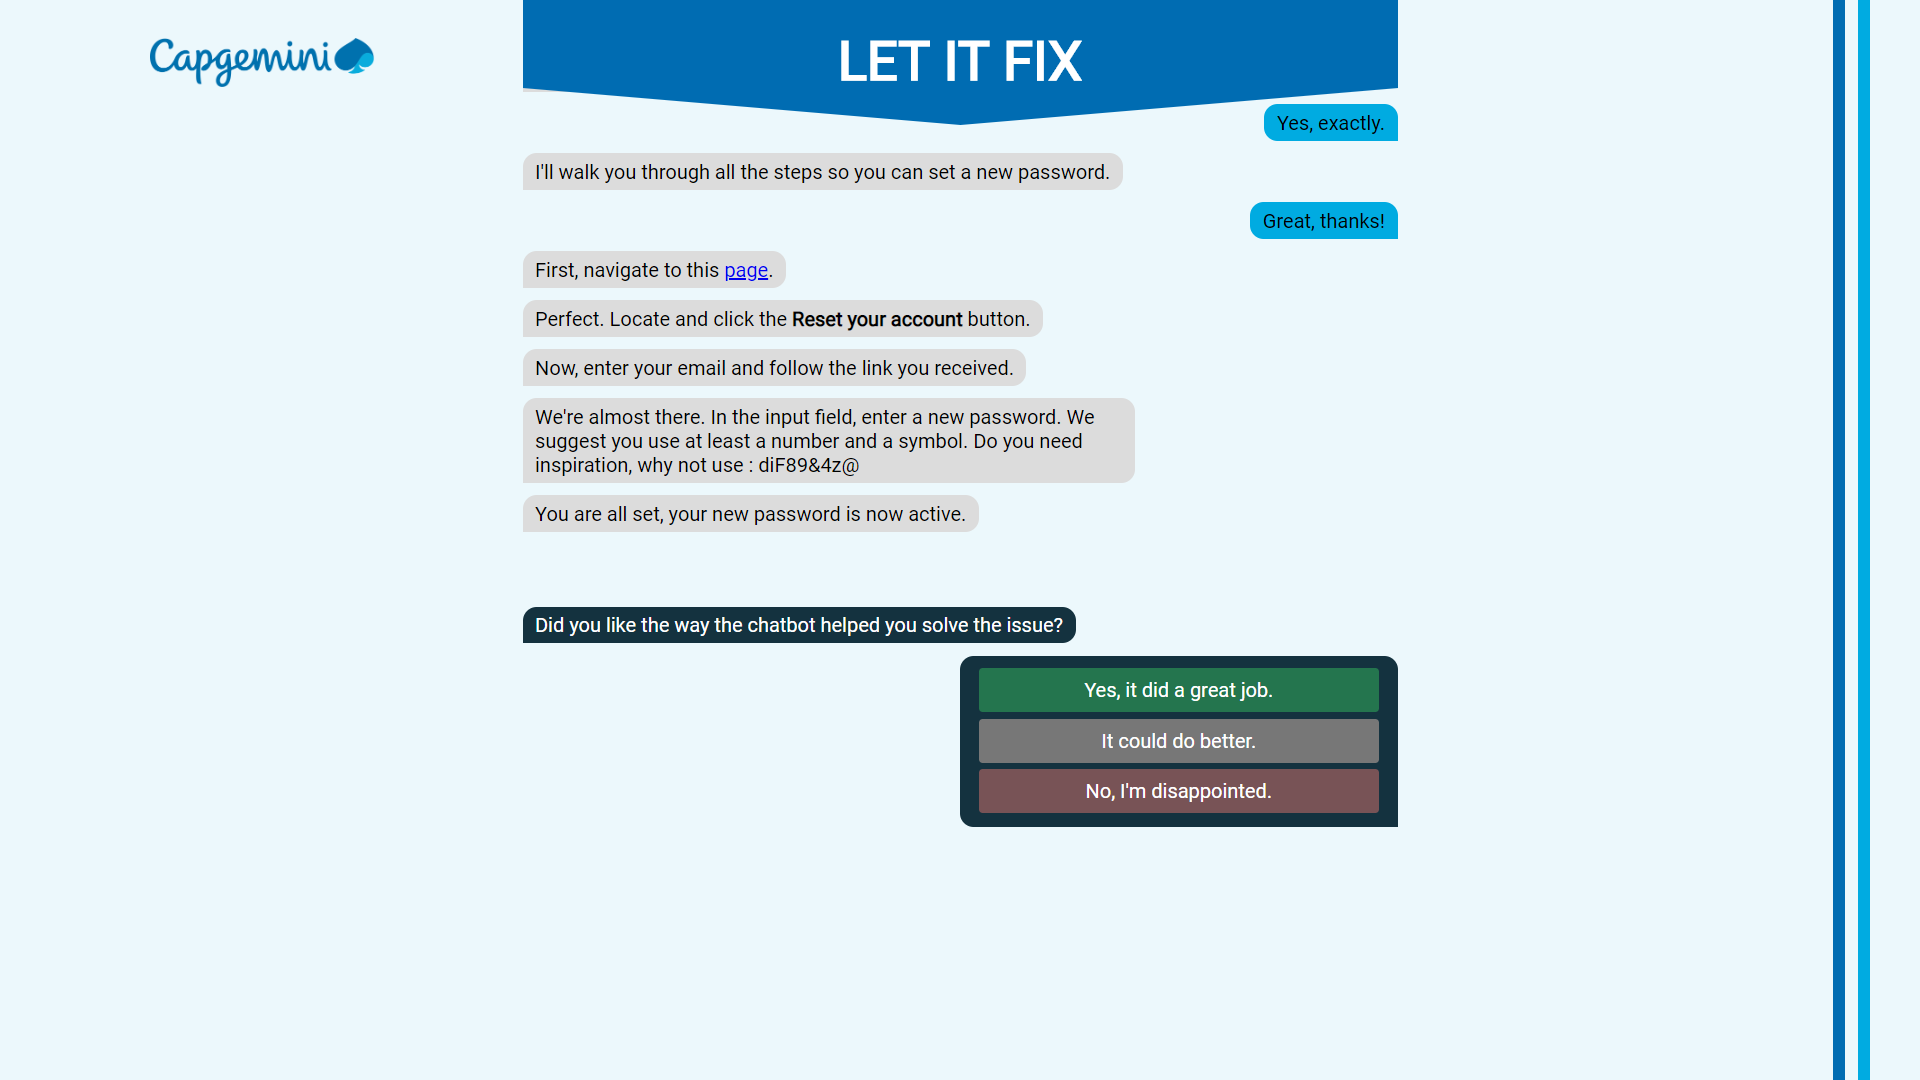 Capgemini
LET IT FIX
Yes, exactly.
I'll walk you through all the steps so you can set a new password.
Great, thanks!
First, navigate to this page.
Perfect. Locate and click the Reset your account button.
Now, enter your email and follow the link you received.
We're almost there. In the input field, enter a new password. We
suggest you use at least a number and a symbol. Do you need
inspiration, why not use : diF89&4z@
You are all set, your new password is now active.
Did you like the way the chatbot helped you solve the issue?
Yes, it did a great job.
It could do better.
No, I'm disappointed.